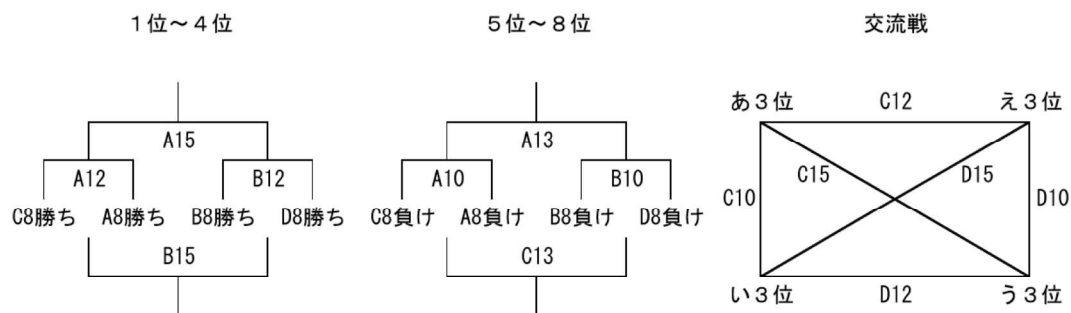 1位～4位
A15
A12 B12
C8勝ち A8勝ち B8勝ち D8勝ち
B15
5位～8位
A13
A10 B10
C8負け A8負け B8負け D8負け
C13
交流戦
あ3位 C12 え3位
C15 D15
C10 D10
い3位 D12 う3位